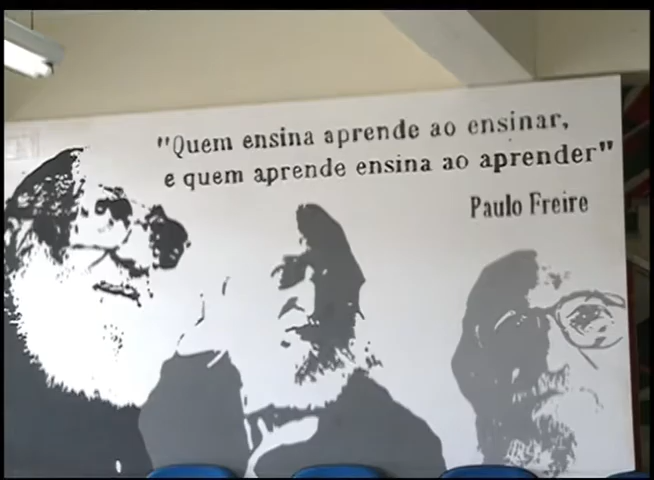 "Quem ensina aprende ao ensinar,
e quem aprende ensina ao aprender"
Paulo Freire